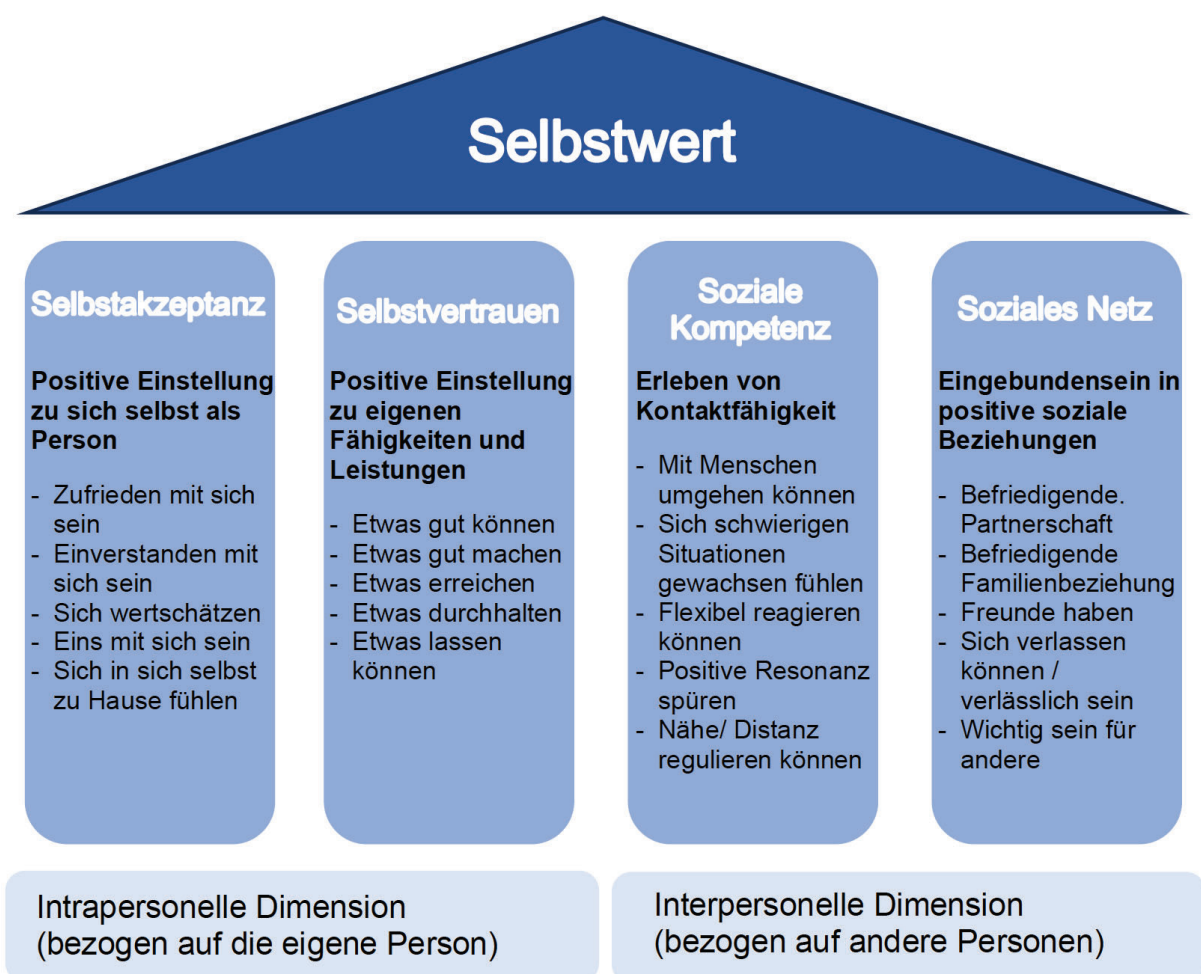 Selbstwert
Selbstakzeptanz
Positive Einstellung
zu sich selbst als
Person
- Zufrieden mit sich
sein
- Einverstanden mit
sich sein
- Sich wertschätzen
- Eins mit sich sein
- Sich in sich selbst
zu Hause fühlen
Selbstvertrauen
Positive Einstellung
zu eigenen
Fähigkeiten und
Leistungen
- Etwas gut können
- Etwas gut machen
- Etwas erreichen
- Etwas durchhalten
- Etwas lassen
können
Soziale
Kompetenz
Erleben von
Kontaktfähigkeit
- Mit Menschen
umgehen können
- Sich schwierigen
Situationen
gewachsen fühlen
- Flexibel reagieren
können
- Positive Resonanz
spüren
- Nähe/ Distanz
regulieren können
Soziales Netz
Eingebundensein in
positive soziale
Beziehungen
- Befriedigende.
Partnerschaft
- Befriedigende
Familienbeziehung
- Freunde haben
- Sich verlassen
können /
verlässlich sein
- Wichtig sein für
andere
Intrapersonelle Dimension
(bezogen auf die eigene Person)
Interpersonelle Dimension
(bezogen auf andere Personen)